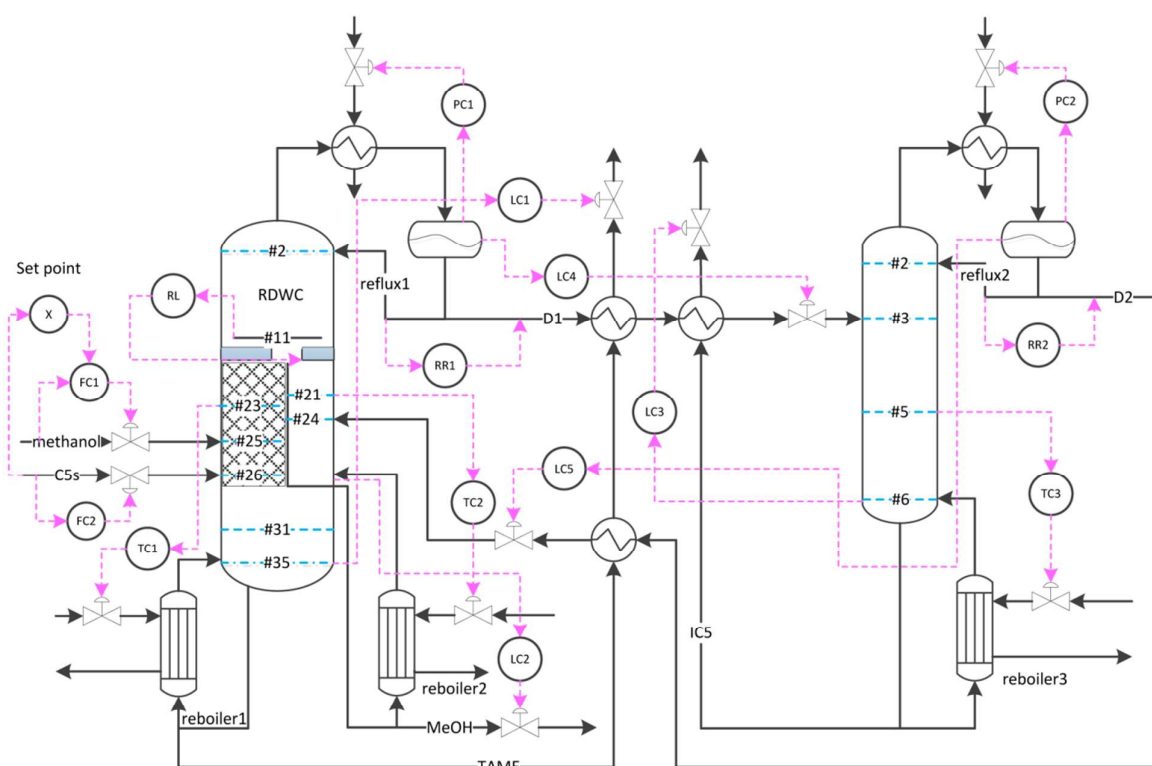 PC1
PC2
LC1
#2
#2
Set point
RL
RDWC
reflux1
LC4
reflux2
X
#11
D1
#3
D2
FC1
RR1
RR2
#21
#23
#24
LC3
#5
methanol
#25
C5s
#26
LC5
TC2
#6
TC3
FC2
#31
TC1
#35
IC5
LC2
reboiler2
reboiler3
reboiler1
MeOH
TAME